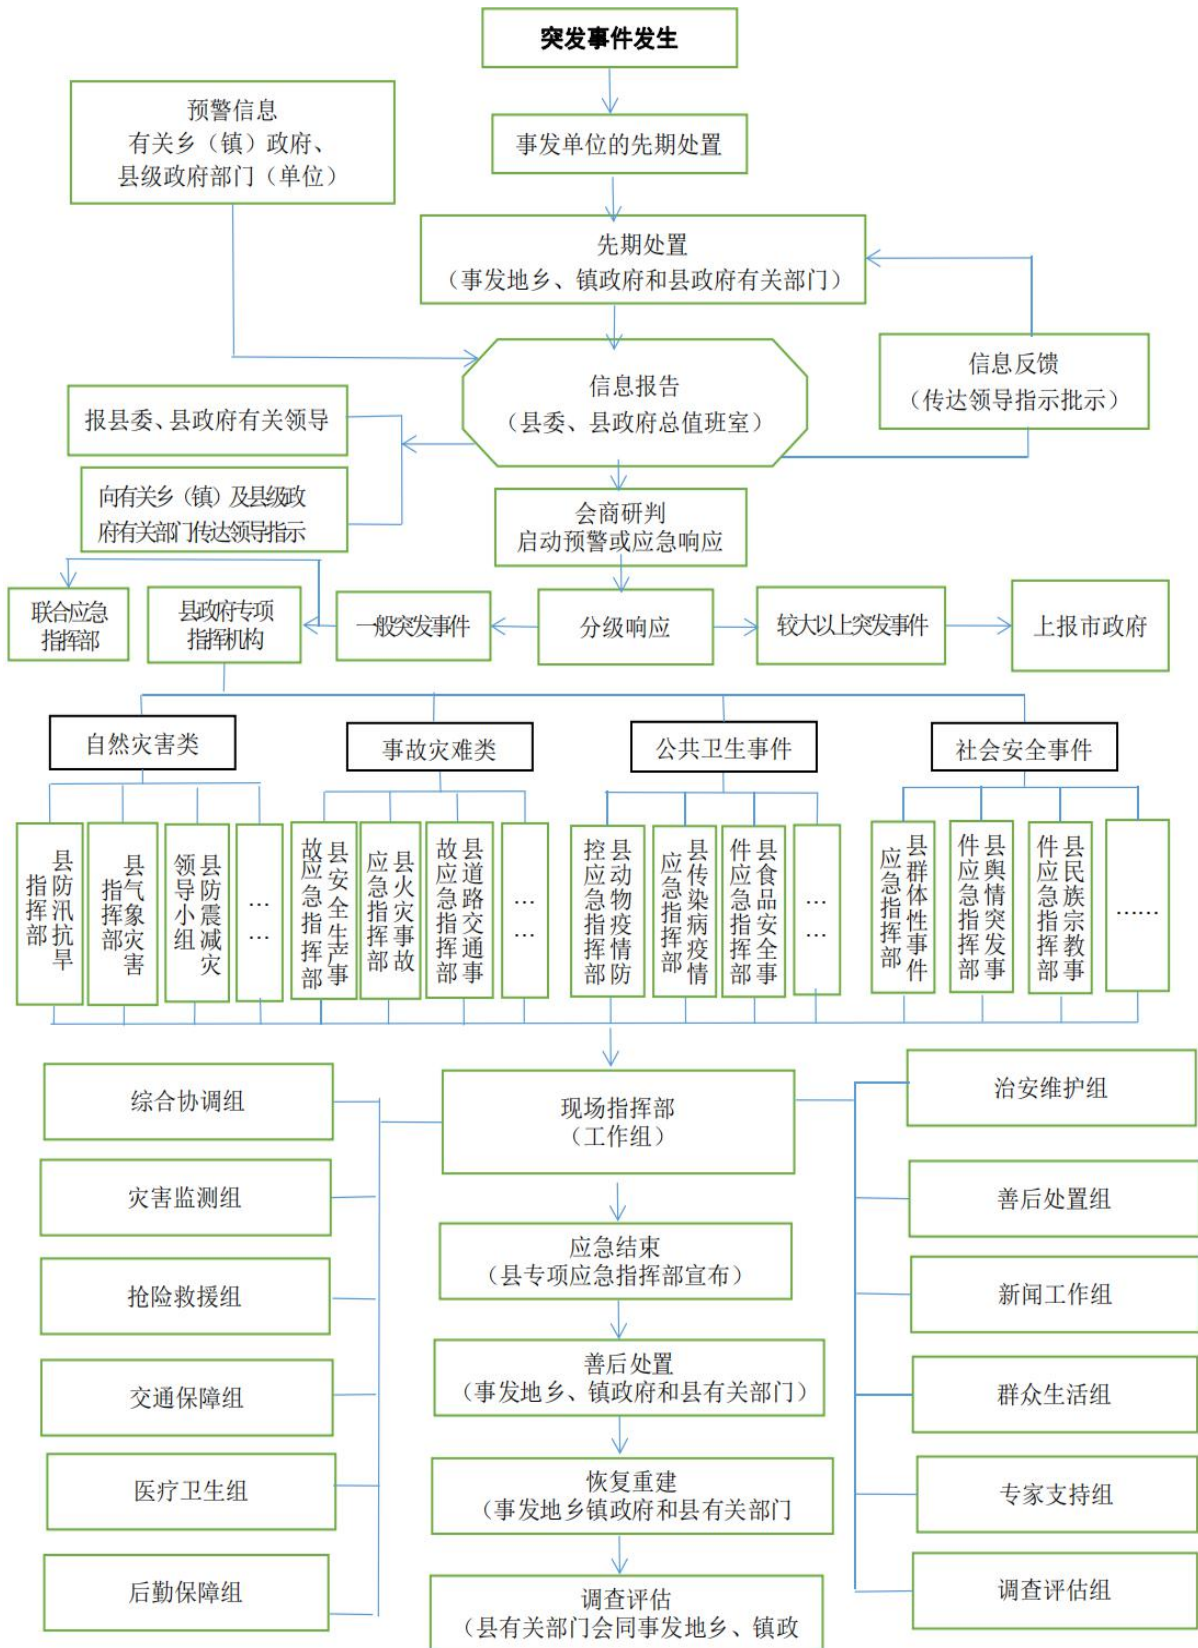 突发事件发生
预警信息
有关乡（镇）政府、
县级政府部门（单位）
事发单位的先期处置
先期处置
（事发地乡、镇政府和县政府有关部门）
信息反馈
（传达领导指示批示）
信息报告
（县委、县政府总值班室）
报县委、县政府有关领导
向有关乡（镇）及县级政
府有关部门传达领导指示
会商研判
启动预警或应急响应
联合应急
指挥部
县政府专项
指挥机构
一般突发事件
分级响应
较大以上突发事件
上报市政府
自然灾害类
事故灾难类
公共卫生事件
社会安全事件
县防汛抗旱
指挥部
县气象灾害
指挥部
县防震减灾
领导小组
……
县安全生产事
故应急指挥部
县火灾事故
应急指挥部
县道路交通事
故应急指挥部
……
县动物疫情防
控应急指挥部
县传染病疫情
应急指挥部
县食品安全事
件应急指挥部
……
县群体性事件
应急指挥部
县舆情突发事
件应急指挥部
县民族宗教事
件应急指挥部
……
综合协调组
现场指挥部
（工作组）
治安维护组
灾害监测组
善后处置组
应急结束
（县专项应急指挥部宣布）
抢险救援组
新闻工作组
善后处置
（事发地乡、镇政府和县有关部门）
交通保障组
群众生活组
恢复重建
（事发地乡镇政府和县有关部门
医疗卫生组
专家支持组
后勤保障组
调查评估
（县有关部门会同事发地乡、镇政
调查评估组